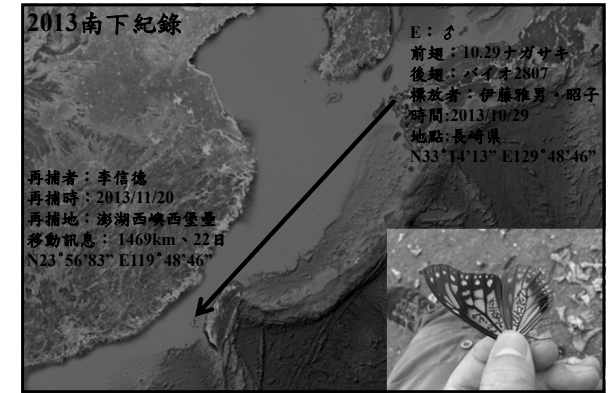 2013南下紀錄
E：♂
前翅：10.29ナガサキ
後翅：バイオ2807
標放者：伊藤雅男・昭子
時間:2013/10/29
地點:長崎県
N33˚14'13” E129˚48'46”
再捕者：李信德
再捕時：2013/11/20
再捕地：澎湖西嶼西堡壘
移動訊息： 1469km、22日
N23˚56'83” E119˚48'46”